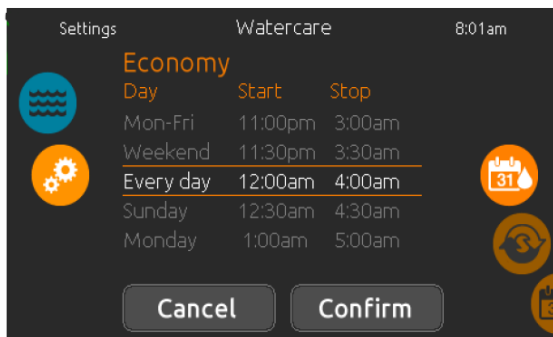 Settings Watercare 8:01am
Economy
Day Start Stop
Mon-Fri 11:00pm 3:00am
Weekend 11:30pm 3:30am
Every day 12:00am 4:00am
31
Sunday 12:30am 4:30am
Monday 1:00am 5:00am
S
Cancel Confirm